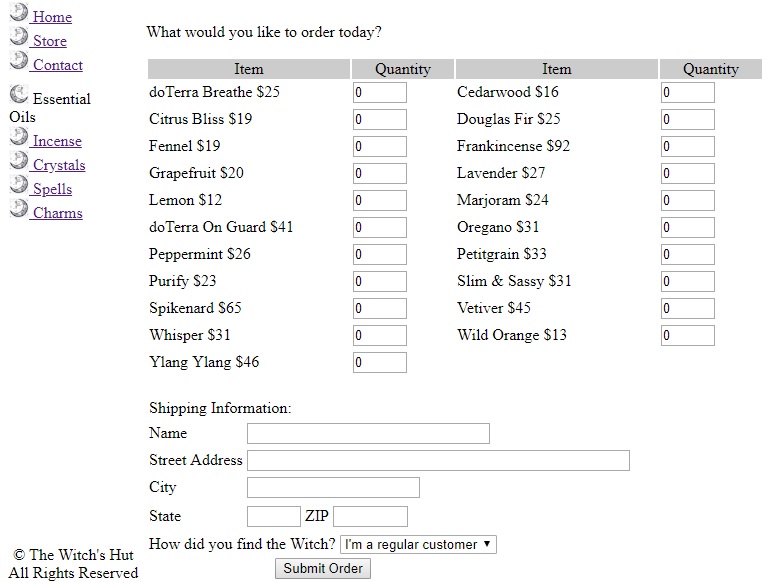 Home
Store
Contact
Essential
Oils
Incense
Crystals
Spells
Charms
What would you like to order today?
Item Quantity Item Quantity
doTerra Breathe $25 0 Cedarwood $16 0
Citrus Bliss $19 0 Douglas Fir $25 0
Fennel $19 0 Frankincense $92 0
Grapefruit $20 0 Lavender $27 0
Lemon $12 0 Marjoram $24 0
doTerra On Guard $41 0 Oregano $31 0
Peppermint $26 0 Petitgrain $33 0
Purify $23 0 Slim & Sassy $31 0
Spikenard $65 0 Vetiver $45 0
Whisper $31 0 Wild Orange $13 0
Ylang Ylang $46 0
Shipping Information:
Name
Street Address
City
State ZIP
How did you find the Witch? I'm a regular customer
Submit Order
© The Witch's Hut
All Rights Reserved